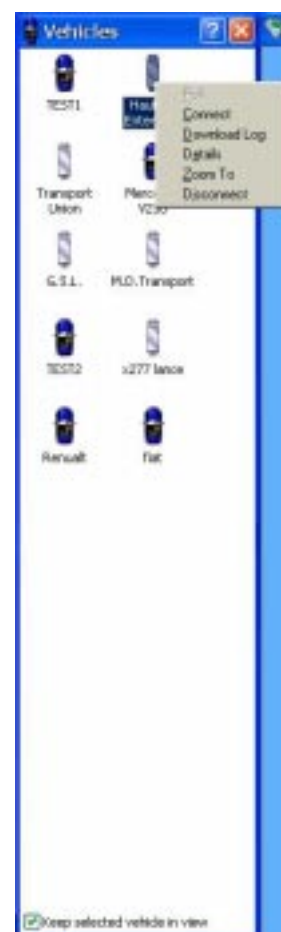 Vehicles
TEST1
Connect
Download Log
Details
Zoom To
Disconnect
Transport
Union
G.S.L.
M.O.Transport
TEST2
x277 lance
Renualt
fiat
Keep selected vehicle in view